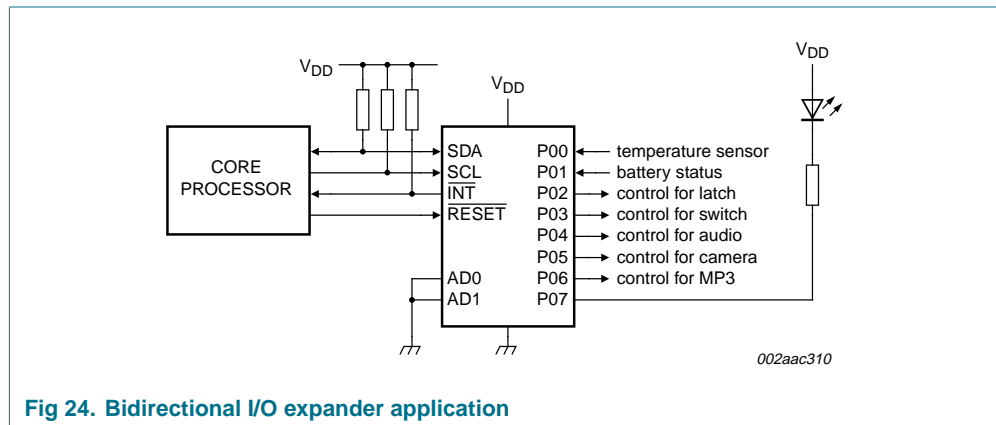 VDD
VDD
VDD
CORE
PROCESSOR
SDA
SCL
INT
RESET
AD0
AD1
P00
P01
P02
P03
P04
P05
P06
P07
temperature sensor
battery status
control for latch
control for switch
control for audio
control for camera
control for MP3
002aac310
Fig 24. Bidirectional I/O expander application